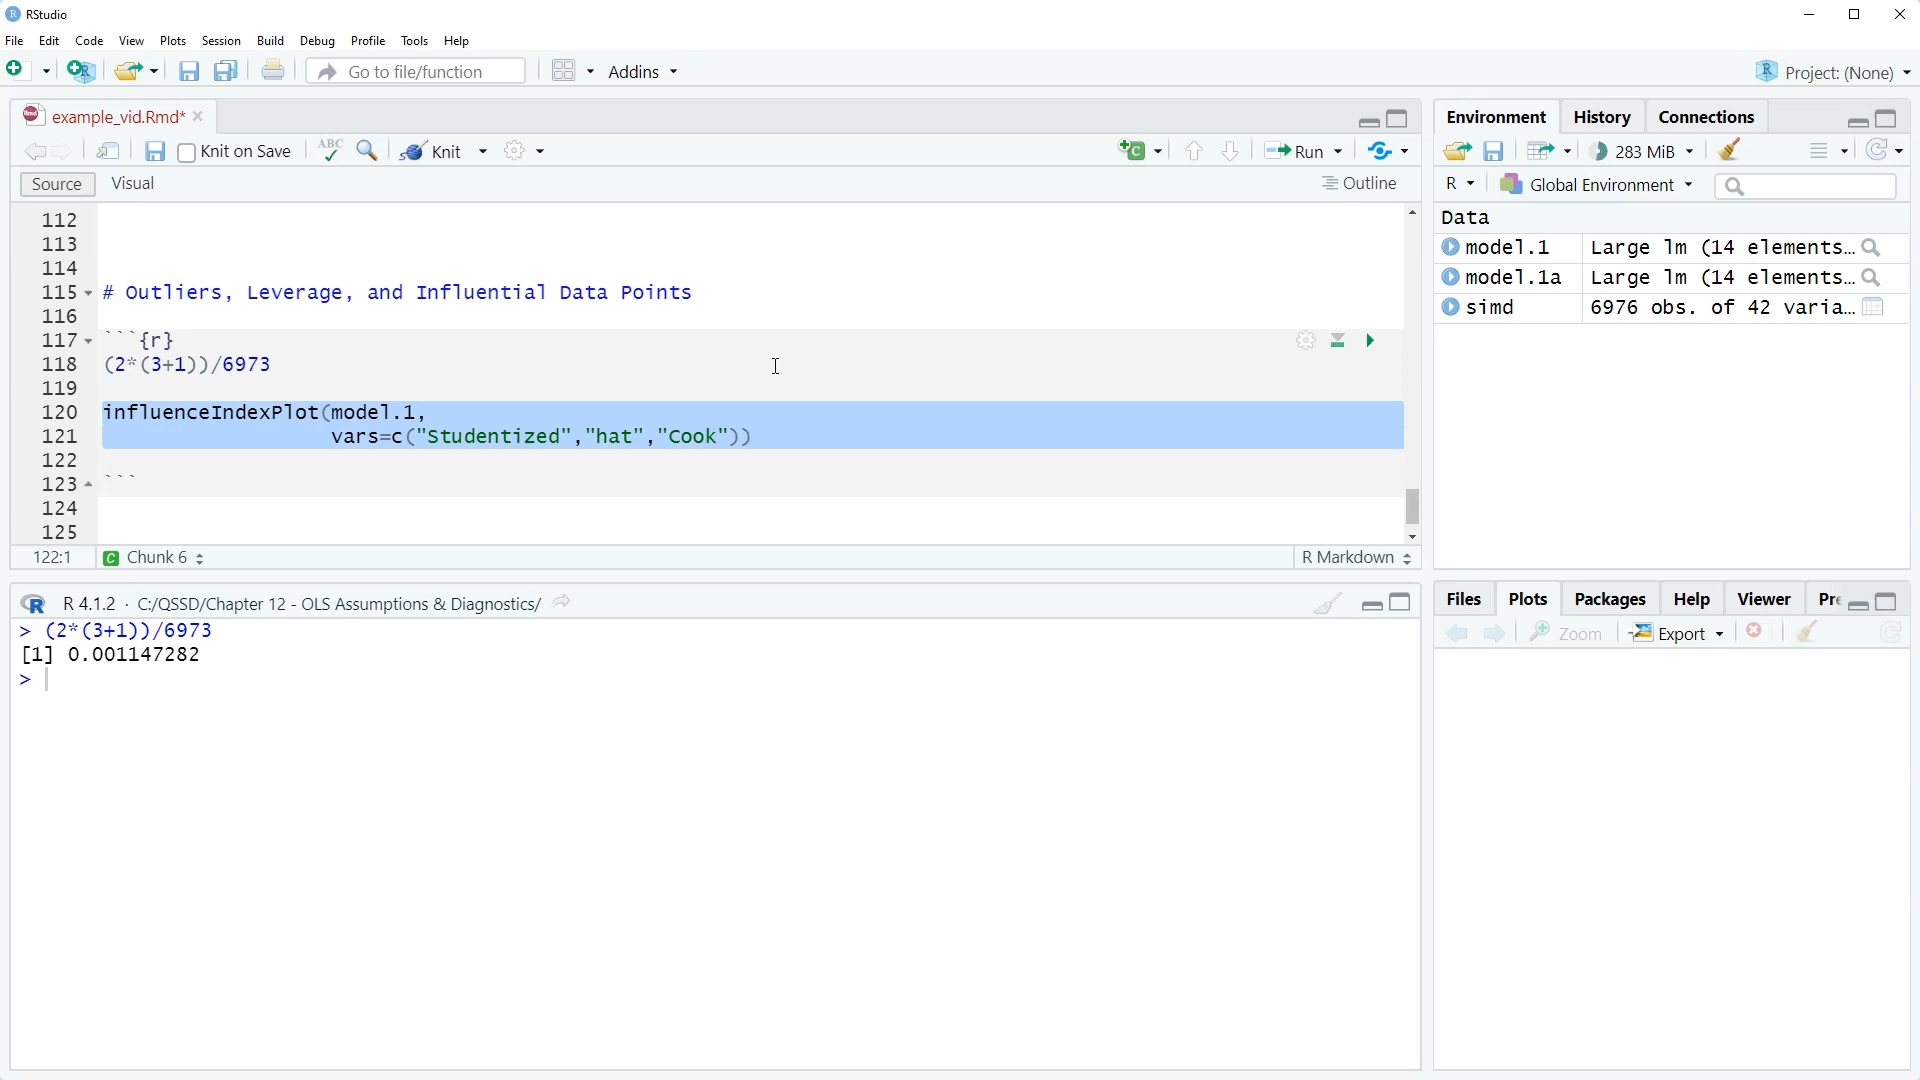 RStudio
File Edit Code View Plots Session Build Debug Profile Tools Help
Go to file/function Addins Project: (None)
example_vid.Rmd*
Knit on Save ABC Knit Run
Source Visual Outline
112
113
114
115 # Outliers, Leverage, and Influential Data Points
116
117 ```{r}
118 (2*(3+1))/6973
119
120 influenceIndexPlot(model.1,
121 vars=c("Studentized","hat","Cook"))
122
123 ```
124
125
122:1 C Chunk 6 R Markdown
R 4.1.2 · C:/QSSD/Chapter 12 - OLS Assumptions & Diagnostics/
> (2*(3+1))/6973
[1] 0.001147282
>
Environment History Connections
283 MiB
R Global Environment
Data
model.1 Large lm (14 elements…
model.1a Large lm (14 elements…
simd 6976 obs. of 42 varia…
Files Plots Packages Help Viewer Pre
Zoom Export